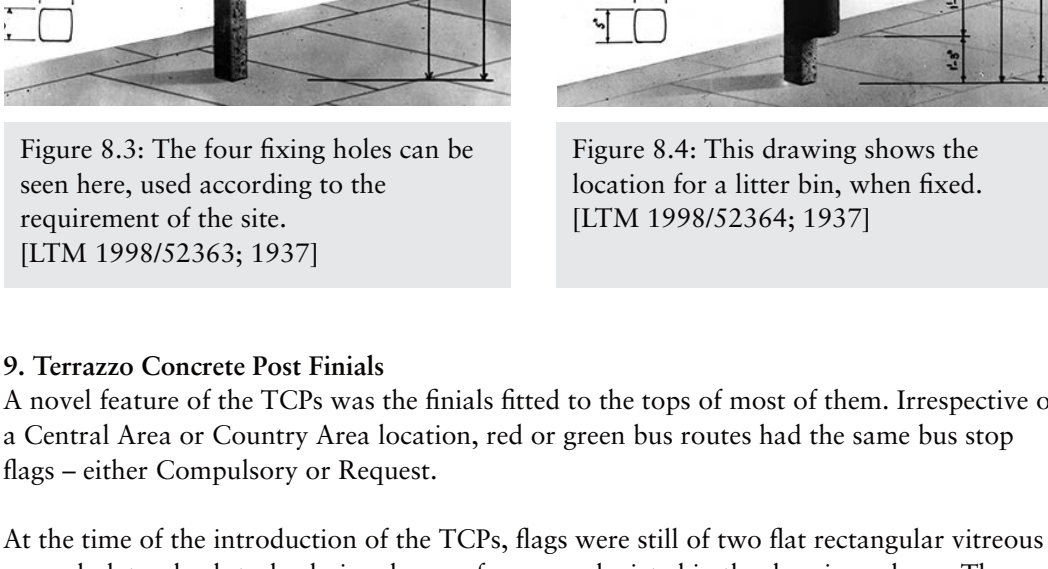 5"
1'-3"
Figure 8.3: The four fixing holes can be
seen here, used according to the
requirement of the site.
[LTM 1998/52363; 1937]
Figure 8.4: This drawing shows the
location for a litter bin, when fixed.
[LTM 1998/52364; 1937]
9. Terrazzo Concrete Post Finials
A novel feature of the TCPs was the finials fitted to the tops of most of them. Irrespective
a Central Area or Country Area location, red or green bus routes had the same bus stop
flags – either Compulsory or Request.
At the time of the introduction of the TCPs, flags were still of two flat rectangular vitreous